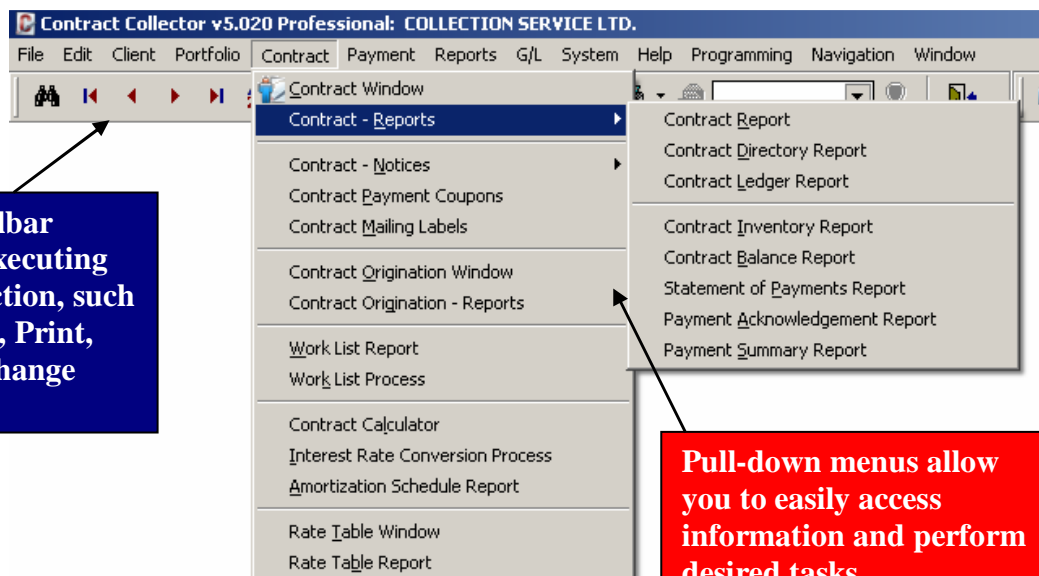 Contract Collector v5.020 Professional: COLLECTION SERVICE LTD.
File Edit Client Portfolio Contract Payment Reports G/L System Help Programming Navigation Window
Contract Window
Contract - Reports
Contract - Notices
Contract Payment Coupons
Contract Mailing Labels
Contract Origination Window
Contract Origination - Reports
Work List Report
Work List Process
Contract Calculator
Interest Rate Conversion Process
Amortization Schedule Report
Rate Table Window
Rate Table Report
Contract Report
Contract Directory Report
Contract Ledger Report
Contract Inventory Report
Contract Balance Report
Statement of Payments Report
Payment Acknowledgement Report
Payment Summary Report
lbar
xecuting
ction, such
, Print,
hange
Pull-down menus allow
you to easily access
information and perform
desired tasks